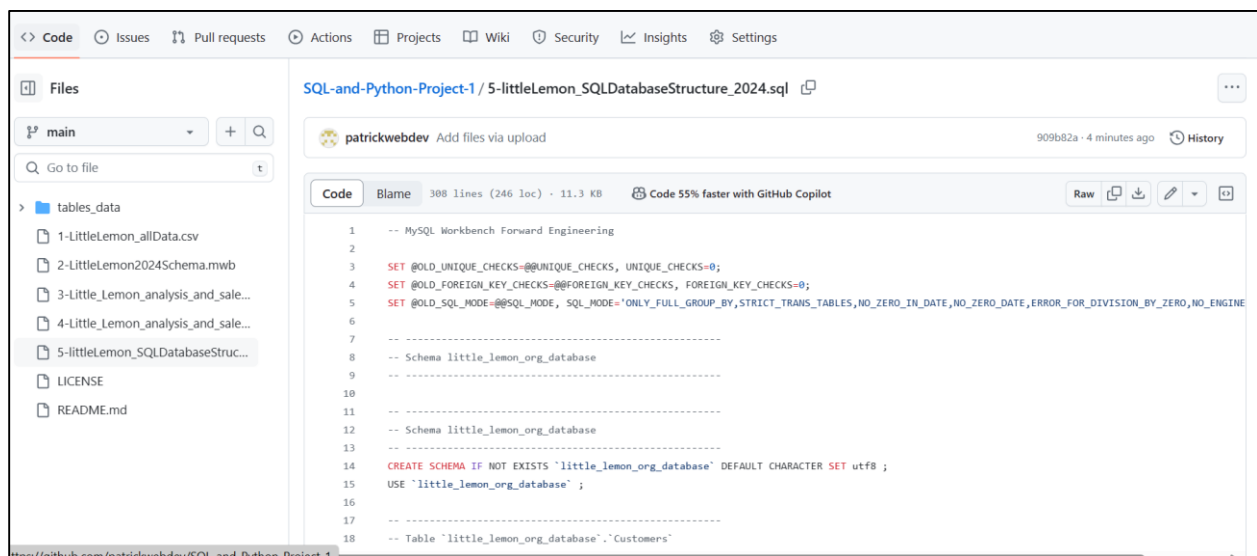 <> Code Issues Pull requests Actions Projects Wiki Security Insights Settings
Files
main
Go to file t
tables_data
1-LittleLemon_allData.csv
2-LittleLemon2024Schema.mwb
3-Little_Lemon_analysis_and_sale...
4-Little_Lemon_analysis_and_sale...
5-littleLemon_SQLDatabaseStruc...
LICENSE
README.md
SQL-and-Python-Project-1 / 5-littleLemon_SQLDatabaseStructure_2024.sql
patrickwebdev Add files via upload 909b82a · 4 minutes ago History
Code Blame 308 lines (246 loc) · 11.3 KB Code 55% faster with GitHub Copilot Raw
1 -- MySQL Workbench Forward Engineering
2
3 SET @OLD_UNIQUE_CHECKS=@@UNIQUE_CHECKS, UNIQUE_CHECKS=0;
4 SET @OLD_FOREIGN_KEY_CHECKS=@@FOREIGN_KEY_CHECKS, FOREIGN_KEY_CHECKS=0;
5 SET @OLD_SQL_MODE=@@SQL_MODE, SQL_MODE='ONLY_FULL_GROUP_BY,STRICT_TRANS_TABLES,NO_ZERO_IN_DATE,NO_ZERO_DATE,ERROR_FOR_DIVISION_BY_ZERO,NO_ENGINE
6
7 -- -----------------------------------------------------
8 -- Schema little_lemon_org_database
9 -- -----------------------------------------------------
10
11 -- -----------------------------------------------------
12 -- Schema little_lemon_org_database
13 -- -----------------------------------------------------
14 CREATE SCHEMA IF NOT EXISTS `little_lemon_org_database` DEFAULT CHARACTER SET utf8 ;
15 USE `little_lemon_org_database` ;
16
17 -- -----------------------------------------------------
18 -- Table `little_lemon_org_database`.`Customers`